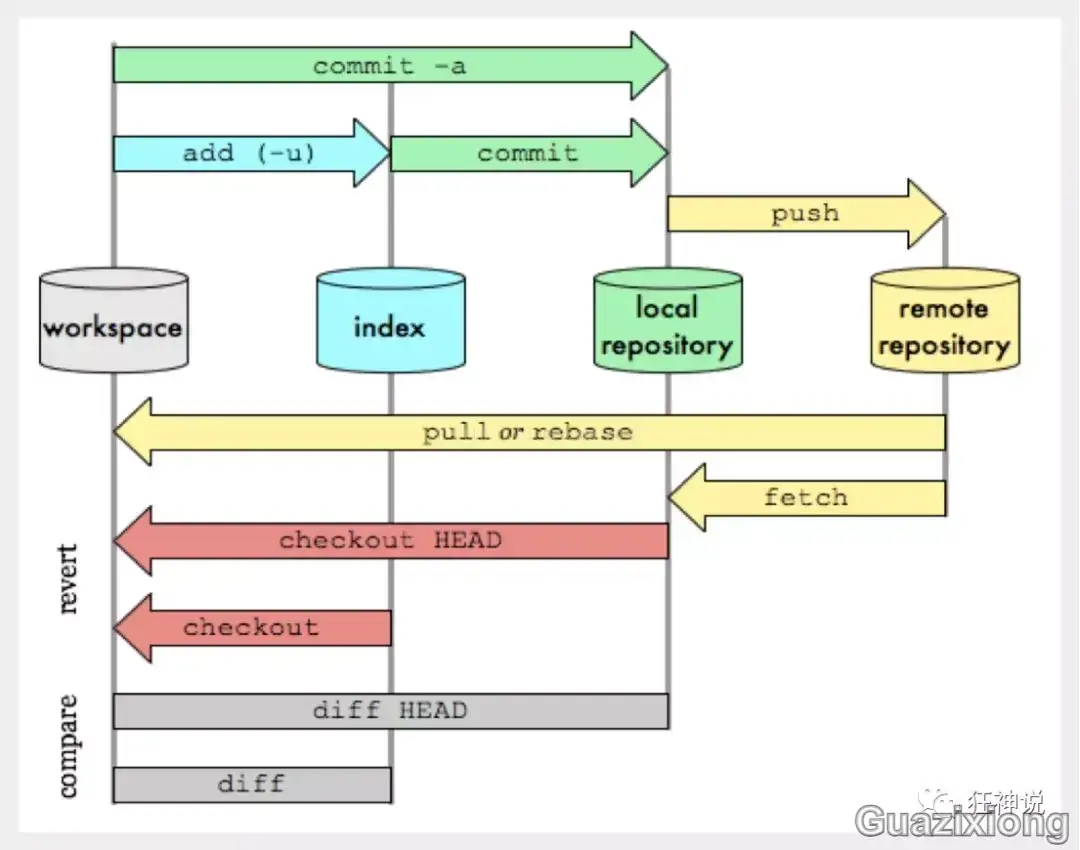 commit -a
add (-u)
commit
push
workspace
index
local
repository
remote
repository
pull or rebase
fetch
revert
checkout HEAD
checkout
compare
diff HEAD
diff
狂神说
Guazixiong